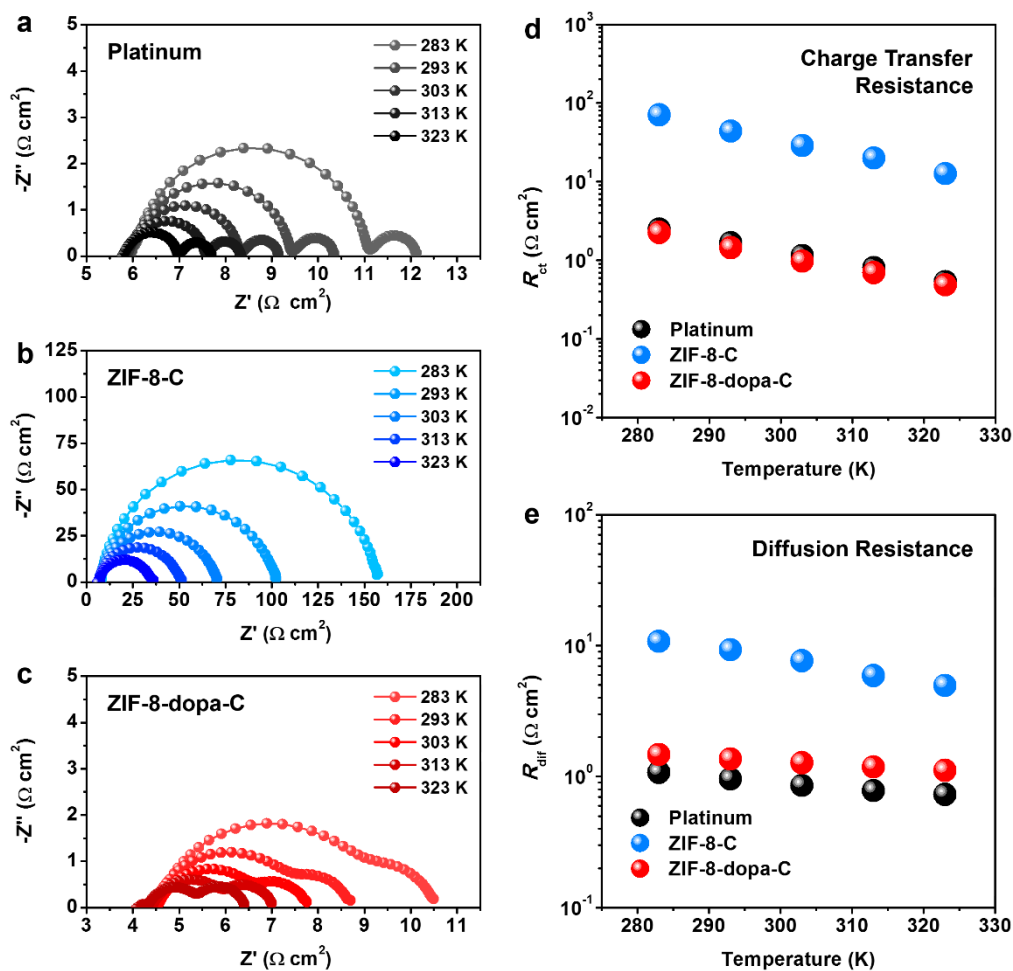 a
Platinum
283 K
293 K
303 K
313 K
323 K
5
4
3
2
1
0
-Z'' (Ω cm²)
5 6 7 8 9 10 11 12 13
Z' (Ω cm²)
b
ZIF-8-C
283 K
293 K
303 K
313 K
323 K
125
100
75
50
25
0
-Z'' (Ω cm²)
0 25 50 75 100 125 150 175 200
Z' (Ω cm²)
c
ZIF-8-dopa-C
283 K
293 K
303 K
313 K
323 K
5
4
3
2
1
0
-Z'' (Ω cm²)
3 4 5 6 7 8 9 10 11
Z' (Ω cm²)
d
Charge Transfer
Resistance
10³
10²
10¹
10⁰
10⁻¹
10⁻²
R_ct (Ω cm²)
Platinum
ZIF-8-C
ZIF-8-dopa-C
280 290 300 310 320 330
Temperature (K)
e
Diffusion Resistance
10²
10¹
10⁰
10⁻¹
R_dif (Ω cm²)
Platinum
ZIF-8-C
ZIF-8-dopa-C
280 290 300 310 320 330
Temperature (K)